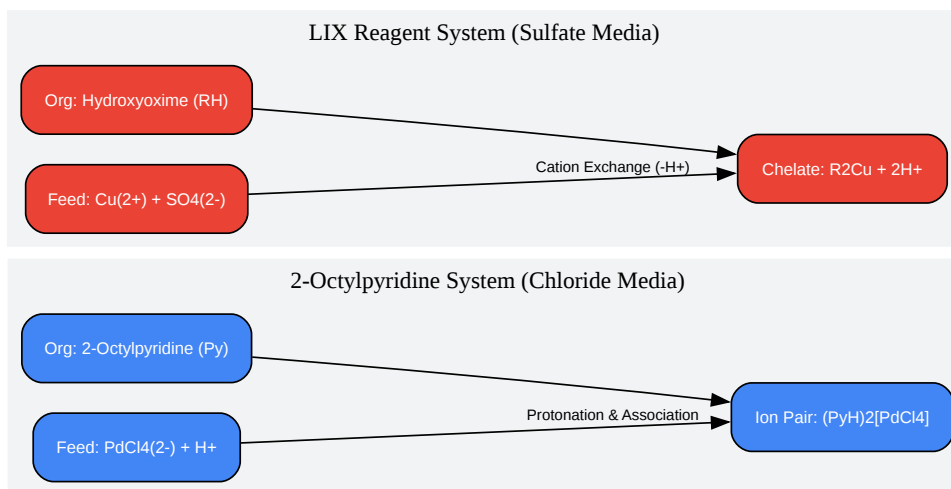 LIX Reagent System (Sulfate Media)
Org: Hydroxyoxime (RH)
Feed: Cu(2+) + SO4(2-)
Cation Exchange (-H+)
Chelate: R2Cu + 2H+
2-Octylpyridine System (Chloride Media)
Org: 2-Octylpyridine (Py)
Feed: PdCl4(2-) + H+
Protonation & Association
Ion Pair: (PyH)2[PdCl4]